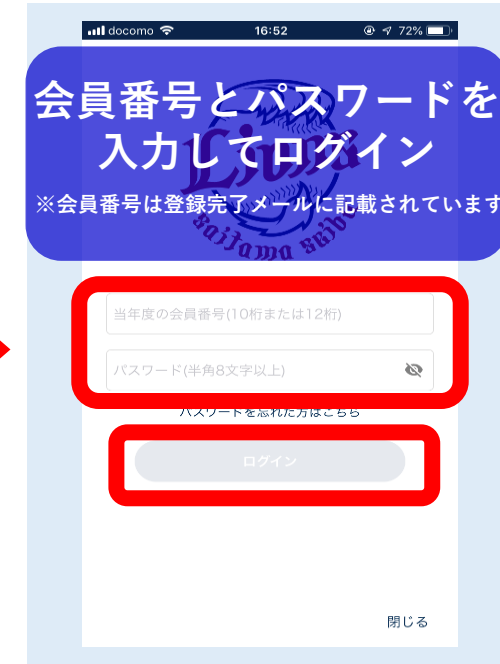 docomo 16:52 72%
会員番号とパスワードを
入力してログイン
※会員番号は登録完了メールに記載されています
Lions
Saitama Seibu
当年度の会員番号(10桁または12桁)
パスワード(半角8文字以上)
パスワードを忘れた方はこちら
ログイン
閉じる